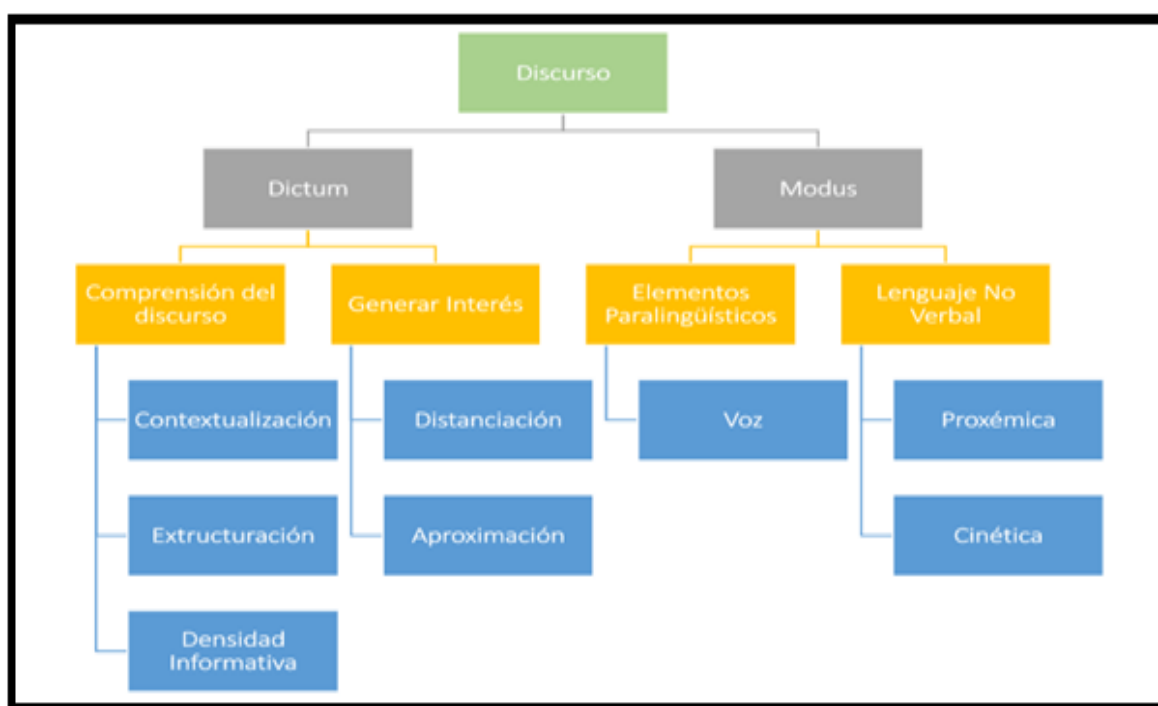 Discurso
Dictum
Modus
Comprensión del
discurso
Generar Interés
Elementos
Paralingüísticos
Lenguaje No
Verbal
Contextualización
Distanciación
Voz
Proxémica
Extructuración
Aproximación
Cinética
Densidad
Informativa